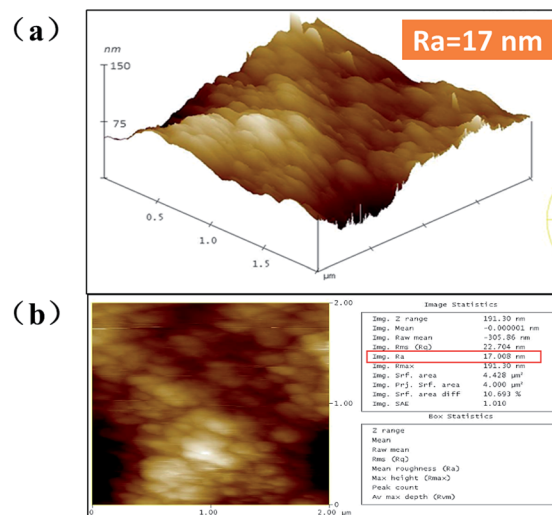 (a)
Ra=17 nm
nm
150
75
0.5
1.0
1.5
μm
(b)
2.00
1.00
0
0
1.00
2.00
μm
Image Statistics
Img. Z range 191.30 nm
Img. Mean -0.000001 nm
Img. Raw mean -305.86 nm
Img. Rms (Rq) 22.704 nm
Img. Ra 17.008 nm
Img. Rmax 191.30 nm
Img. Srf. area 4.428 μm²
Img. Prj. Srf. area 4.000 μm²
Img. Srf. area diff 10.693 %
Img. SAE 1.010
Box Statistics
Z range
Mean
Raw mean
Rms (Rq)
Mean roughness (Ra)
Max height (Rmax)
Peak count
Av max depth (Rvm)